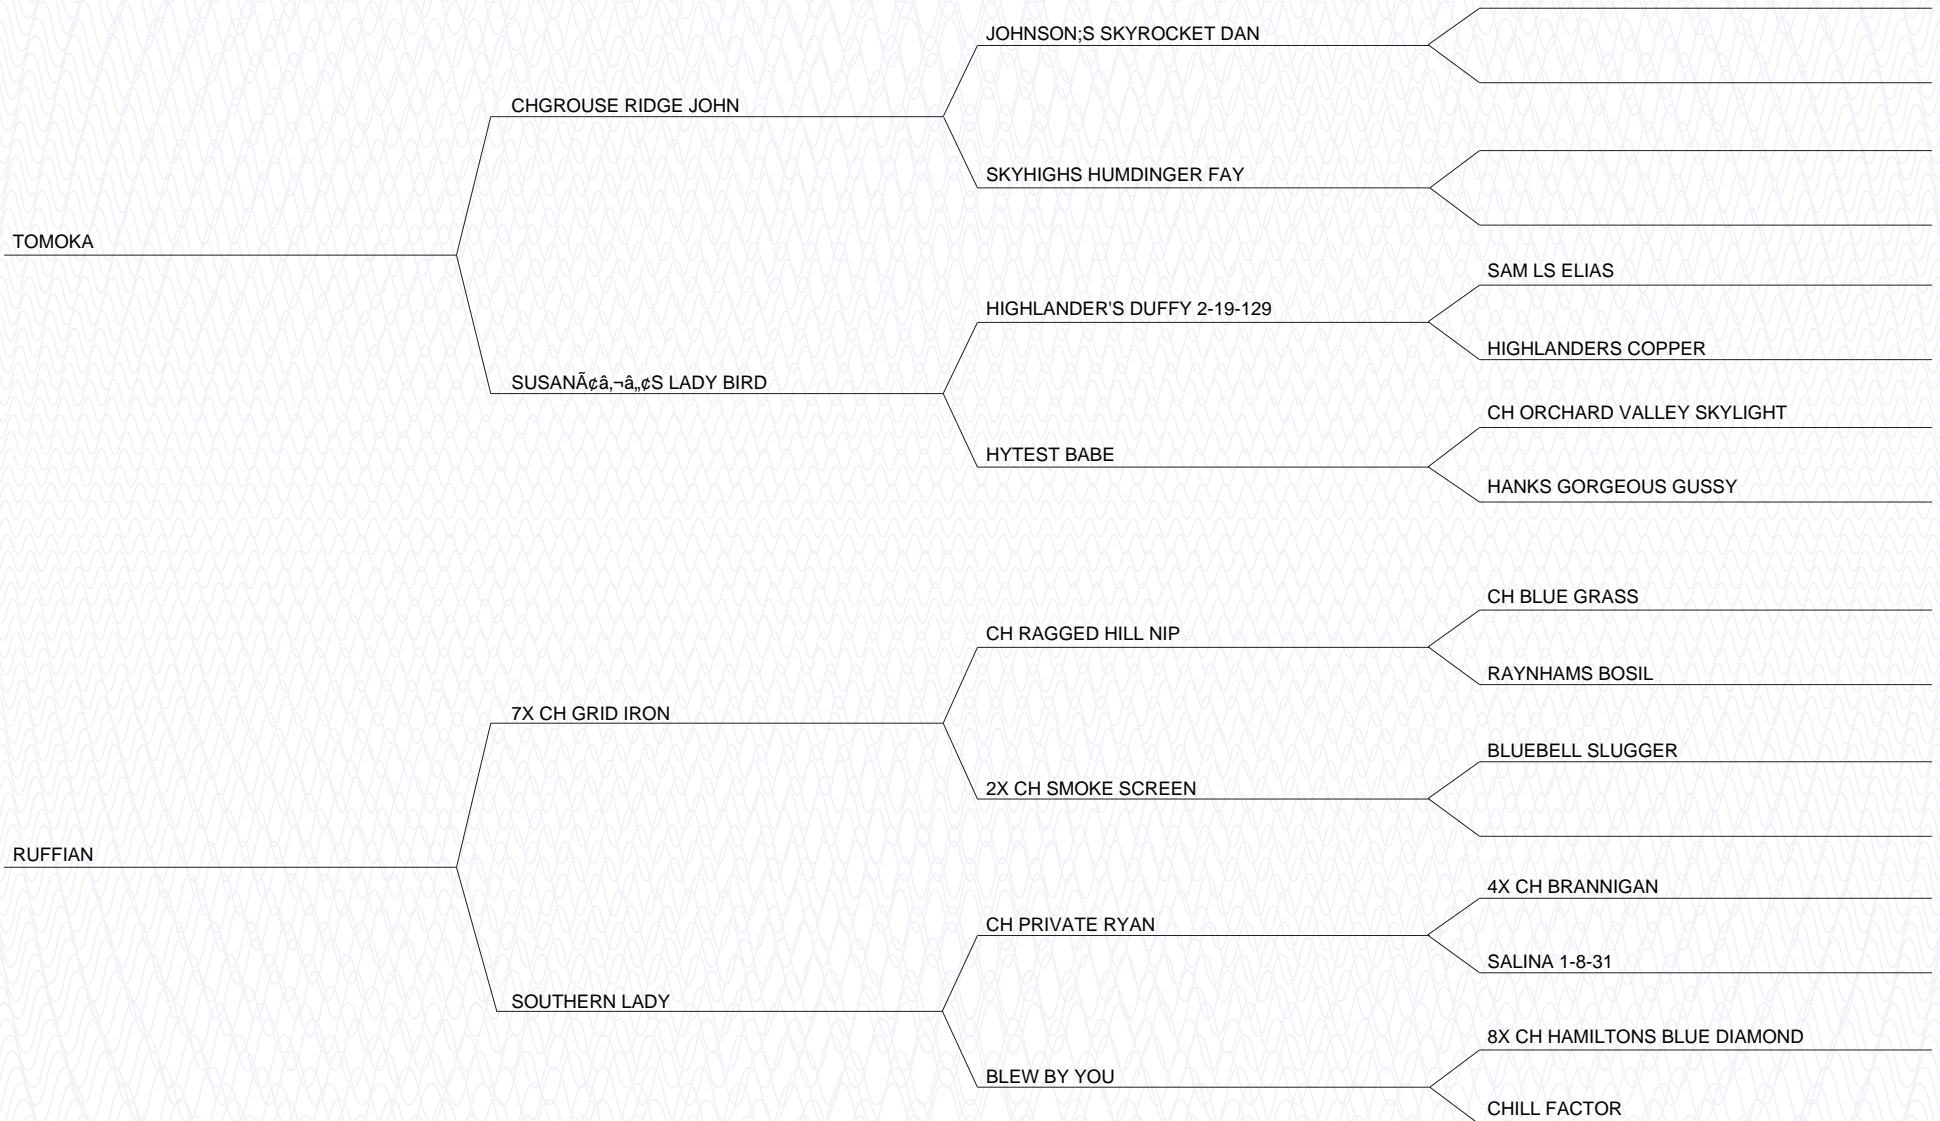 JOHNSON;S SKYROCKET DAN
CHGROUSE RIDGE JOHN
SKYHIGHS HUMDINGER FAY
TOMOKA
SAM LS ELIAS
HIGHLANDER'S DUFFY 2-19-129
HIGHLANDERS COPPER
SUSANÃ¢â‚¬â„¢S LADY BIRD
CH ORCHARD VALLEY SKYLIGHT
HYTEST BABE
HANKS GORGEOUS GUSSY
CH BLUE GRASS
CH RAGGED HILL NIP
RAYNHAMS BOSIL
7X CH GRID IRON
BLUEBELL SLUGGER
2X CH SMOKE SCREEN
RUFFIAN
4X CH BRANNIGAN
CH PRIVATE RYAN
SALINA 1-8-31
SOUTHERN LADY
8X CH HAMILTONS BLUE DIAMOND
BLEW BY YOU
CHILL FACTOR